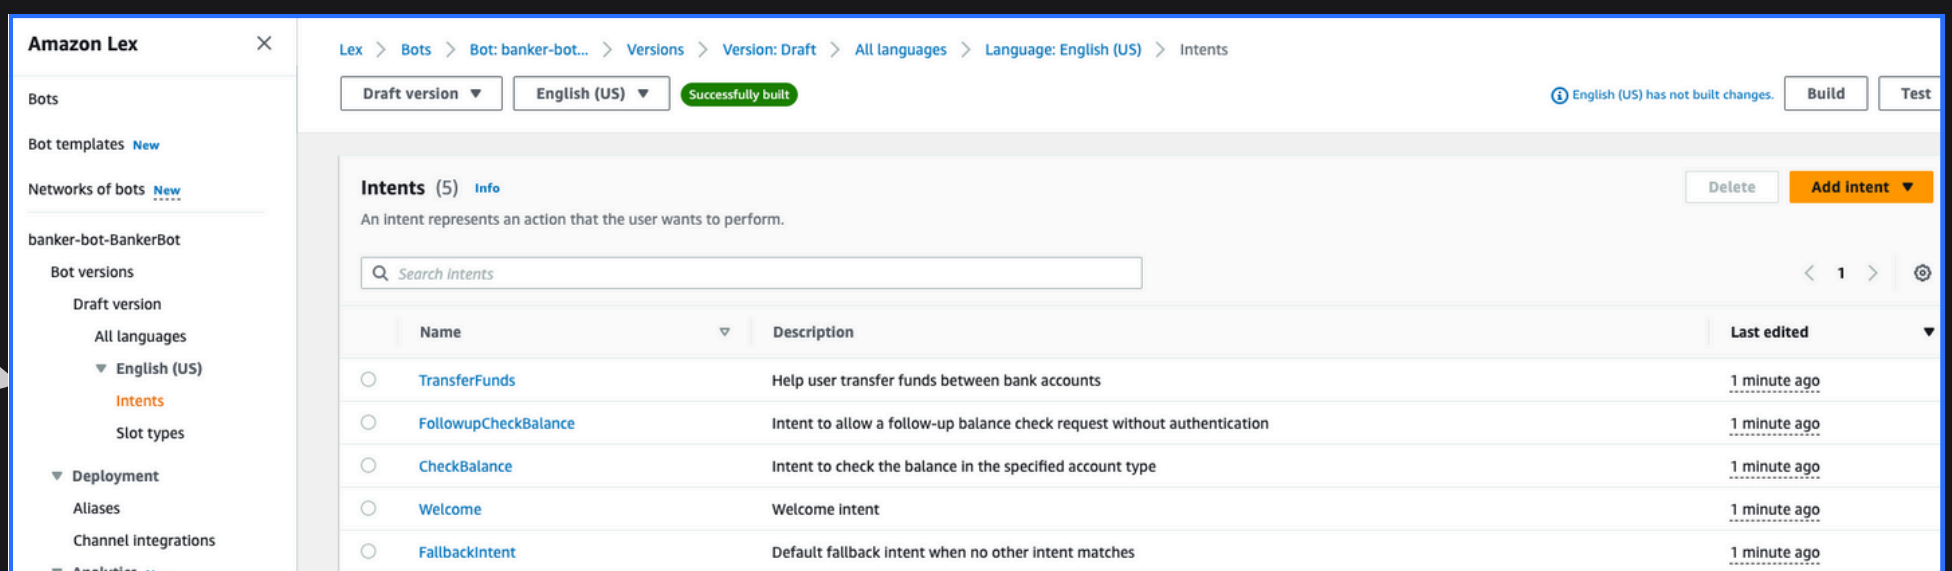 Amazon Lex
Bots
Bot templates New
Networks of bots New
banker-bot-BankerBot
Bot versions
Draft version
All languages
English (US)
Intents
Slot types
Deployment
Aliases
Channel integrations
Lex > Bots > Bot: banker-bot... > Versions > Version: Draft > All languages > Language: English (US) > Intents
Draft version English (US) Successfully built English (US) has not built changes. Build Test
Intents (5) Info Delete Add intent
An intent represents an action that the user wants to perform.
Search intents 1
Name Description Last edited
TransferFunds Help user transfer funds between bank accounts 1 minute ago
FollowupCheckBalance Intent to allow a follow-up balance check request without authentication 1 minute ago
CheckBalance Intent to check the balance in the specified account type 1 minute ago
Welcome Welcome intent 1 minute ago
FallbackIntent Default fallback intent when no other intent matches 1 minute ago